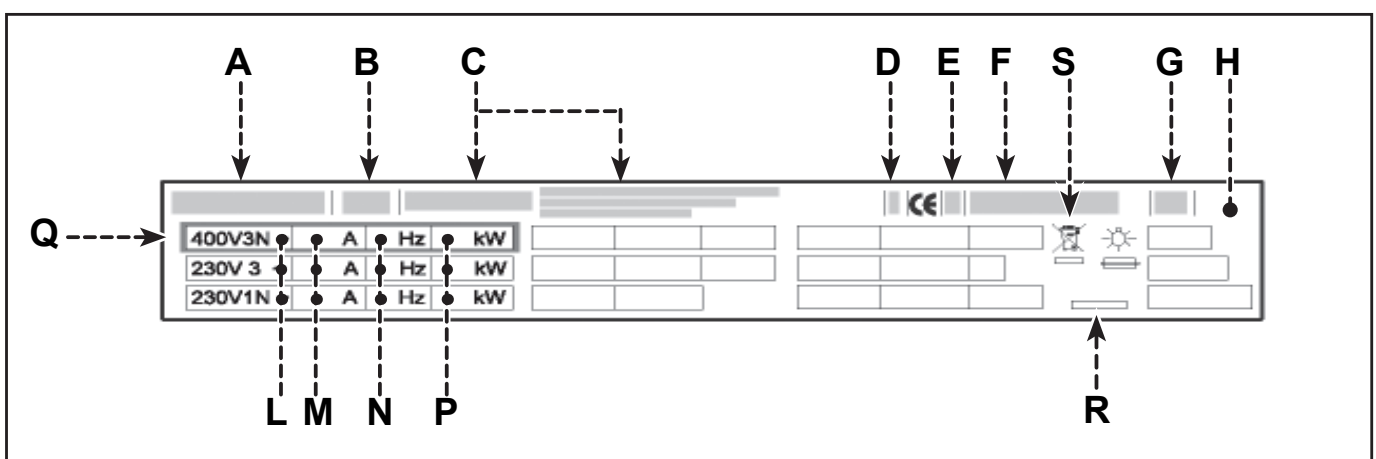 A B C D E F S G H
CE
Q
400V3N A Hz kW
230V 3 A Hz kW
230V1N A Hz kW
L M N P R